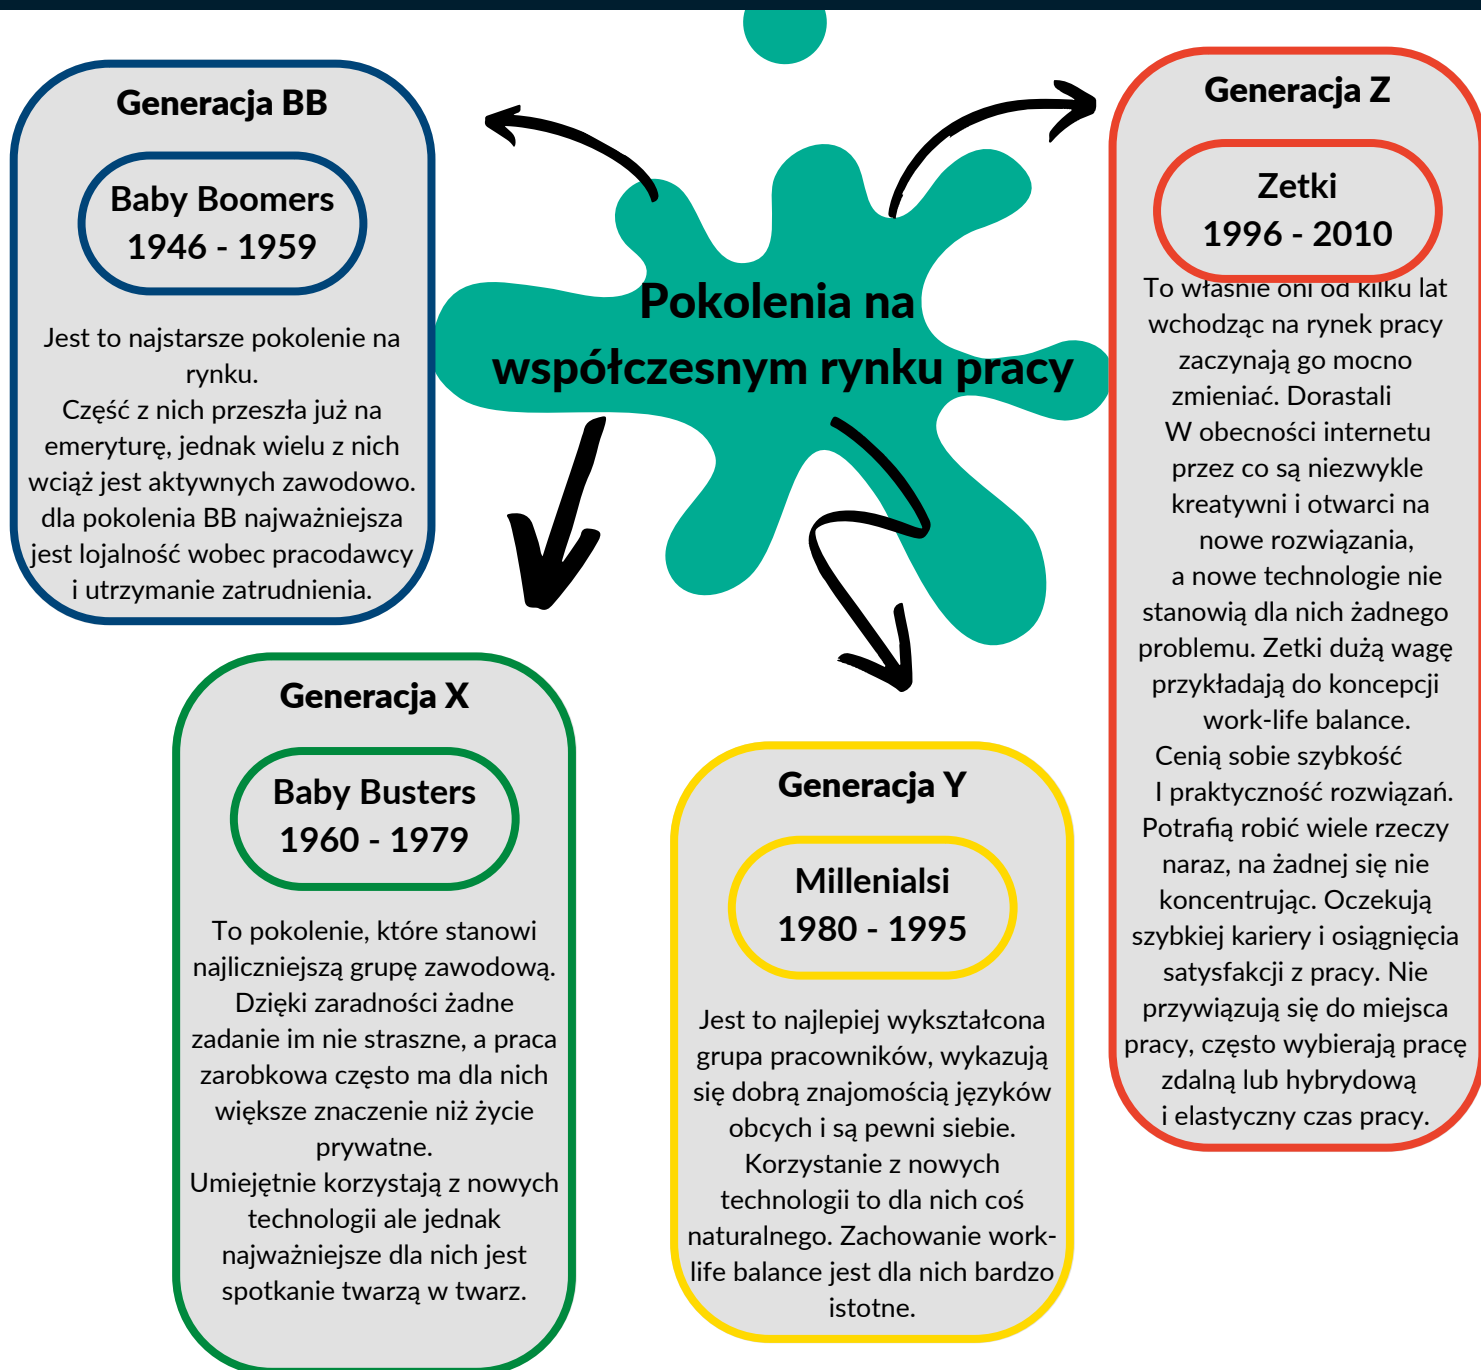 Pokolenia na
współczesnym rynku pracy
Generacja BB
Baby Boomers
1946 - 1959
Jest to najstarsze pokolenie na
rynku.
Część z nich przeszła już na
emeryturę, jednak wielu z nich
wciąż jest aktywnych zawodowo.
dla pokolenia BB najważniejsza
jest lojalność wobec pracodawcy
i utrzymanie zatrudnienia.
Generacja X
Baby Busters
1960 - 1979
To pokolenie, które stanowi
najliczniejszą grupę zawodową.
Dzięki zaradności żadne
zadanie im nie straszne, a praca
zarobkowa często ma dla nich
większe znaczenie niż życie
prywatne.
Umiejętnie korzystają z nowych
technologii ale jednak
najważniejsze dla nich jest
spotkanie twarzą w twarz.
Generacja Y
Millenialsi
1980 - 1995
Jest to najlepiej wykształcona
grupa pracowników, wykazują
się dobrą znajomością języków
obcych i są pewni siebie.
Korzystanie z nowych
technologii to dla nich coś
naturalnego. Zachowanie work-
life balance jest dla nich bardzo
istotne.
Generacja Z
Zetki
1996 - 2010
To właśnie oni od kilku lat
wchodząc na rynek pracy
zaczynają go mocno
zmieniać. Dorastali
W obecności internetu
przez co są niezwykle
kreatywni i otwarci na
nowe rozwiązania,
a nowe technologie nie
stanowią dla nich żadnego
problemu. Zetki dużą wagę
przykładają do koncepcji
work-life balance.
Cenią sobie szybkość
I praktyczność rozwiązań.
Potrafią robić wiele rzeczy
naraz, na żadnej się nie
koncentrując. Oczekują
szybkiej kariery i osiągnięcia
satysfakcji z pracy. Nie
przywiązują się do miejsca
pracy, często wybierają pracę
zdalną lub hybrydową
i elastyczny czas pracy.